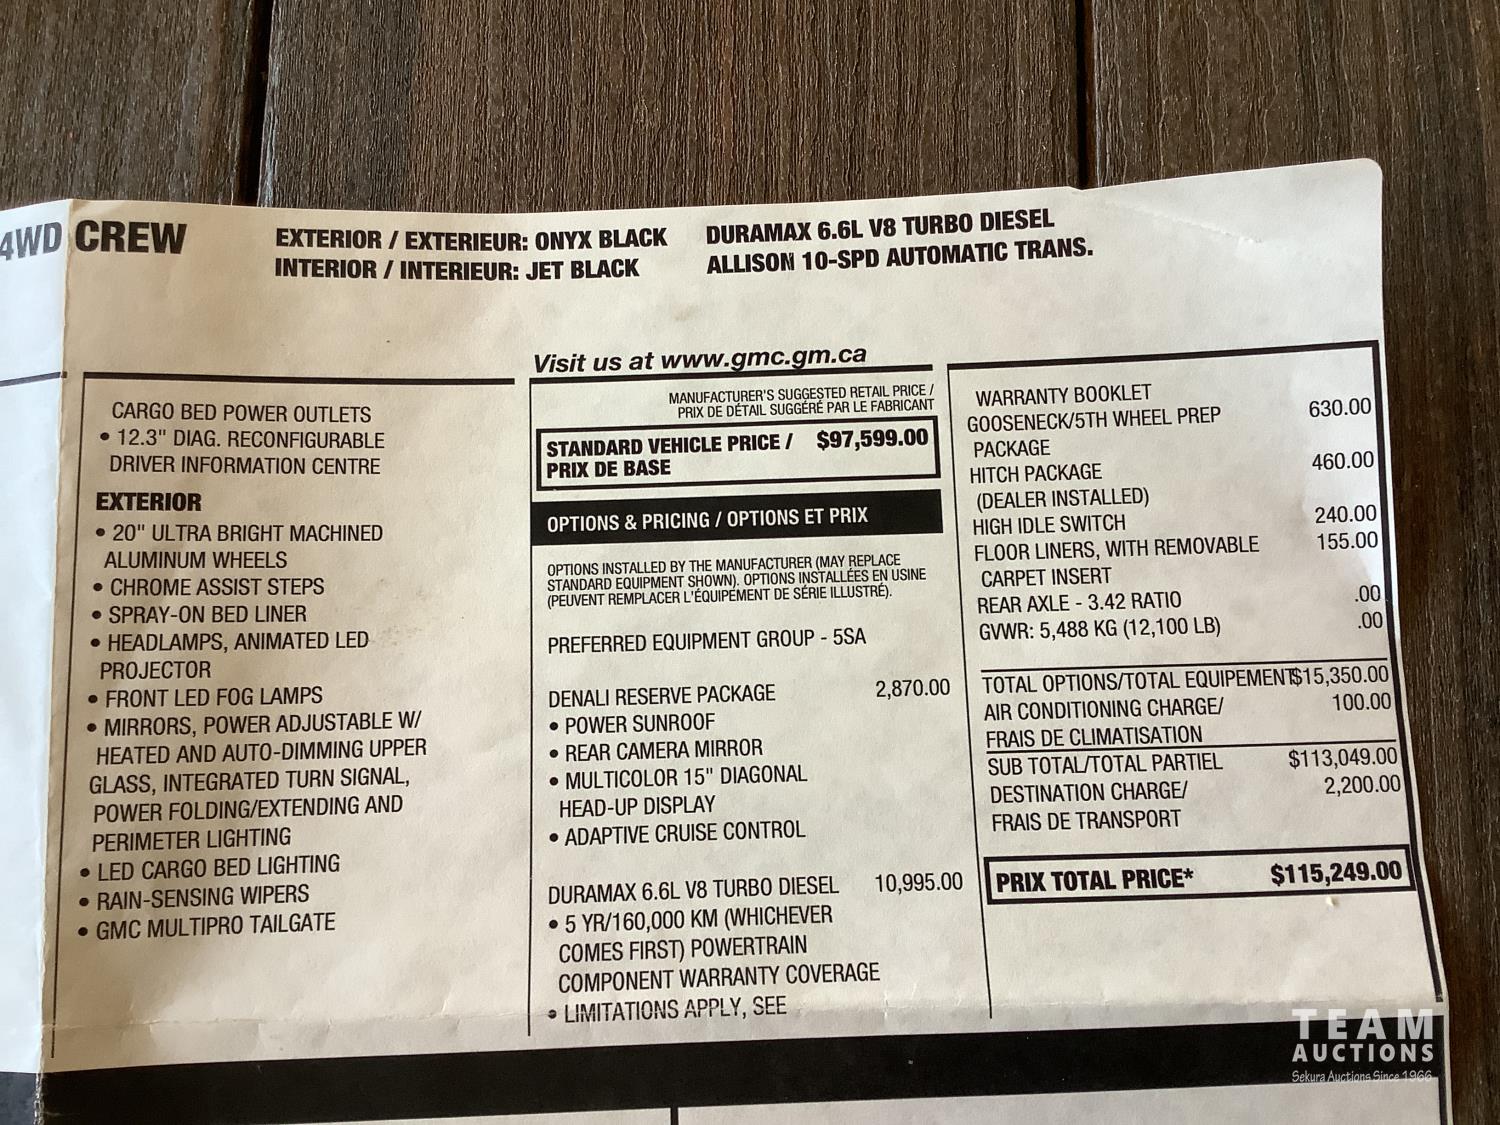 4WD CREW
EXTERIOR / EXTERIEUR: ONYX BLACK
INTERIOR / INTERIEUR: JET BLACK
DURAMAX 6.6L V8 TURBO DIESEL
ALLISON 10-SPD AUTOMATIC TRANS.
CARGO BED POWER OUTLETS
• 12.3" DIAG. RECONFIGURABLE
DRIVER INFORMATION CENTRE
EXTERIOR
• 20" ULTRA BRIGHT MACHINED
ALUMINUM WHEELS
• CHROME ASSIST STEPS
• SPRAY-ON BED LINER
• HEADLAMPS, ANIMATED LED
PROJECTOR
• FRONT LED FOG LAMPS
• MIRRORS, POWER ADJUSTABLE W/
HEATED AND AUTO-DIMMING UPPER
GLASS, INTEGRATED TURN SIGNAL,
POWER FOLDING/EXTENDING AND
PERIMETER LIGHTING
• LED CARGO BED LIGHTING
• RAIN-SENSING WIPERS
• GMC MULTIPRO TAILGATE
Visit us at www.gmc.gm.ca
MANUFACTURER'S SUGGESTED RETAIL PRICE /
PRIX DE DÉTAIL SUGGÉRÉ PAR LE FABRICANT
STANDARD VEHICLE PRICE / $97,599.00
PRIX DE BASE
OPTIONS & PRICING / OPTIONS ET PRIX
OPTIONS INSTALLED BY THE MANUFACTURER (MAY REPLACE
STANDARD EQUIPMENT SHOWN). OPTIONS INSTALLÉES EN USINE
(PEUVENT REMPLACER L'ÉQUIPEMENT DE SÉRIE ILLUSTRÉ).
PREFERRED EQUIPMENT GROUP - 5SA
DENALI RESERVE PACKAGE 2,870.00
• POWER SUNROOF
• REAR CAMERA MIRROR
• MULTICOLOR 15" DIAGONAL
HEAD-UP DISPLAY
• ADAPTIVE CRUISE CONTROL
DURAMAX 6.6L V8 TURBO DIESEL 10,995.00
• 5 YR/160,000 KM (WHICHEVER
COMES FIRST) POWERTRAIN
COMPONENT WARRANTY COVERAGE
• LIMITATIONS APPLY, SEE
WARRANTY BOOKLET
GOOSENECK/5TH WHEEL PREP 630.00
PACKAGE
HITCH PACKAGE 460.00
(DEALER INSTALLED)
HIGH IDLE SWITCH 240.00
FLOOR LINERS, WITH REMOVABLE 155.00
CARPET INSERT
REAR AXLE - 3.42 RATIO .00
GVWR: 5,488 KG (12,100 LB) .00
TOTAL OPTIONS/TOTAL EQUIPEMENT $15,350.00
AIR CONDITIONING CHARGE/ 100.00
FRAIS DE CLIMATISATION
SUB TOTAL/TOTAL PARTIEL $113,049.00
DESTINATION CHARGE/ 2,200.00
FRAIS DE TRANSPORT
PRIX TOTAL PRICE* $115,249.00
TEAM
AUCTIONS
Sekura Auctions Since 1966